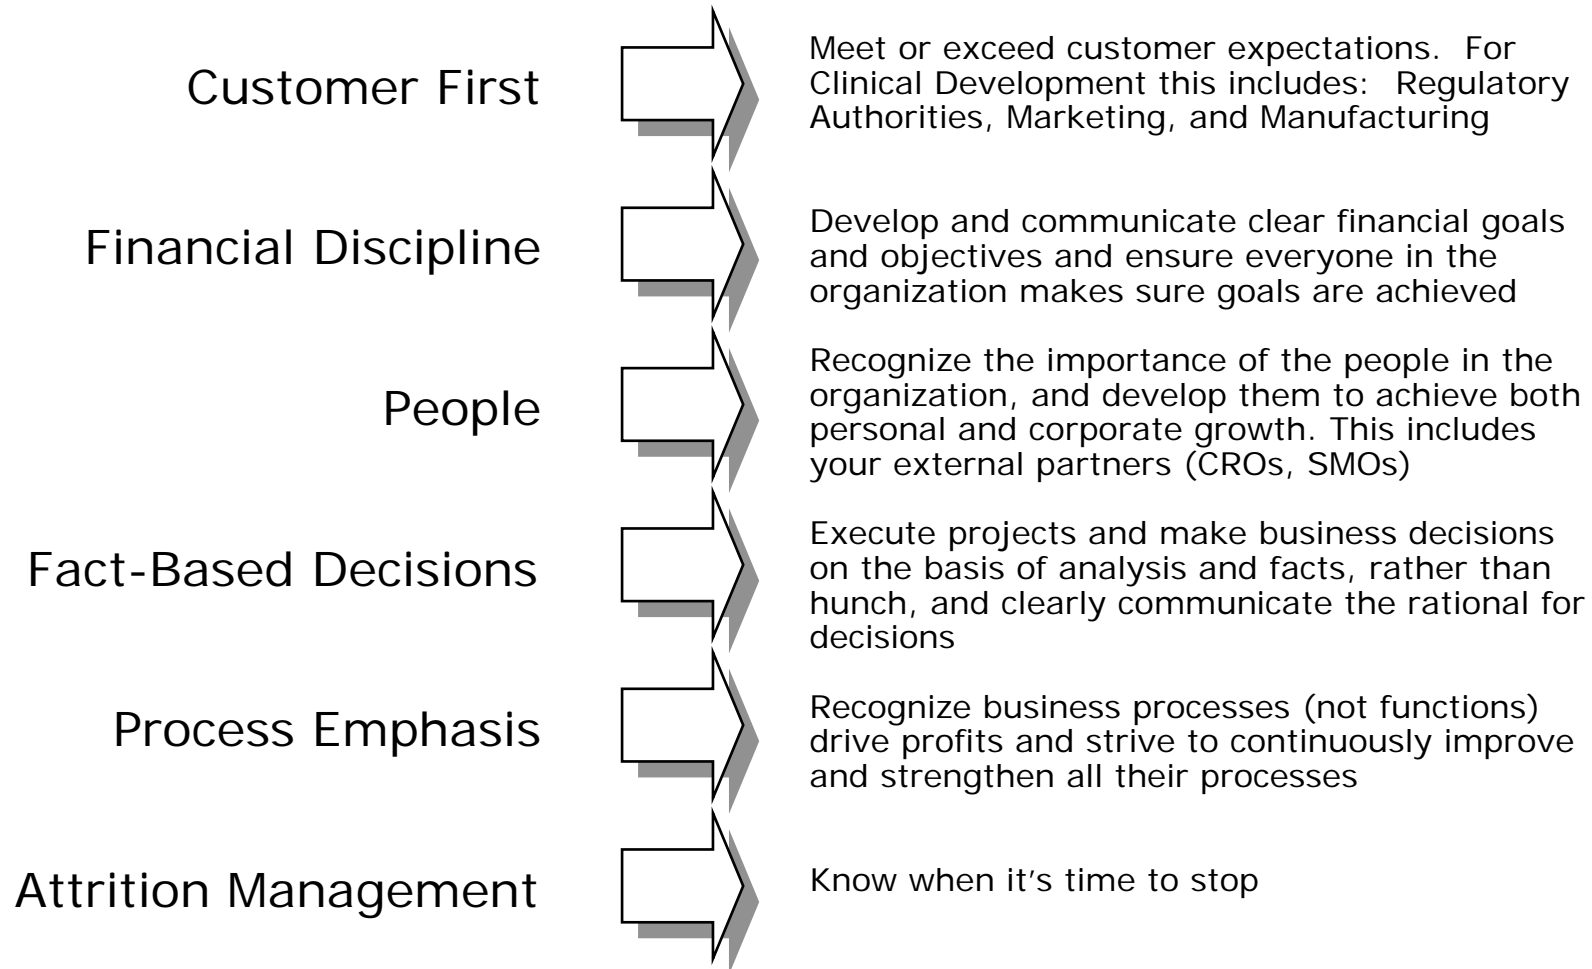 Customer First
Meet or exceed customer expectations.  For
Clinical Development this includes:  Regulatory
Authorities, Marketing, and Manufacturing
Financial Discipline
Develop and communicate clear financial goals
and objectives and ensure everyone in the
organization makes sure goals are achieved
People
Recognize the importance of the people in the
organization, and develop them to achieve both
personal and corporate growth. This includes
your external partners (CROs, SMOs)
Fact-Based Decisions
Execute projects and make business decisions
on the basis of analysis and facts, rather than
hunch, and clearly communicate the rational for
decisions
Process Emphasis
Recognize business processes (not functions)
drive profits and strive to continuously improve
and strengthen all their processes
Attrition Management
Know when it's time to stop